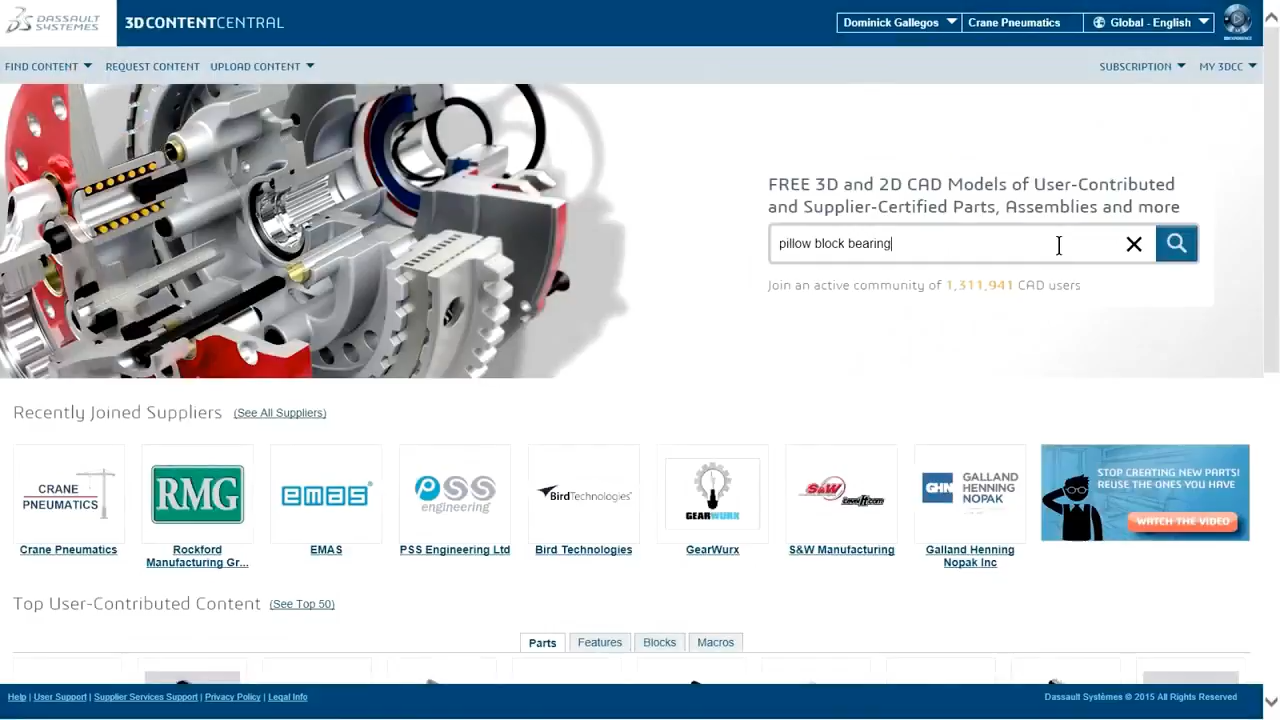 DASSAULT SYSTEMES
3DCONTENTCENTRAL
Dominick Gallegos
Crane Pneumatics
Global - English
3DEXPERIENCE
FIND CONTENT
REQUEST CONTENT
UPLOAD CONTENT
SUBSCRIPTION
MY 3DCC
FREE 3D and 2D CAD Models of User-Contributed
and Supplier-Certified Parts, Assemblies and more
pillow block bearing
Join an active community of 1,311,941 CAD users
Recently Joined Suppliers (See All Suppliers)
CRANE PNEUMATICS
RMG
emas
PSS engineering
BirdTechnologies
GEARWURX
S&W
GHN GALLAND HENNING NOPAK
STOP CREATING NEW PARTS!
REUSE THE ONES YOU HAVE
WATCH THE VIDEO
Crane Pneumatics
Rockford Manufacturing Gr...
EMAS
PSS Engineering Ltd
Bird Technologies
GearWurx
S&W Manufacturing
Galland Henning Nopak Inc
Top User-Contributed Content (See Top 50)
Parts
Features
Blocks
Macros
Help | User Support | Supplier Services Support | Privacy Policy | Legal Info
Dassault Systèmes © 2015 All Rights Reserved